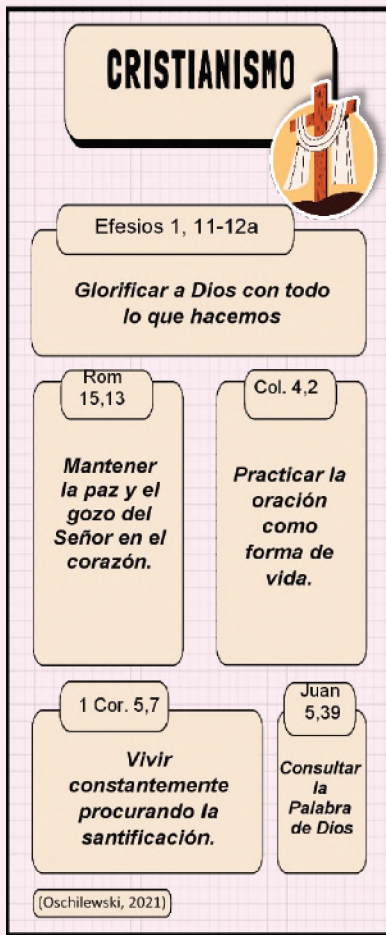 CRISTIANISMO
Efesios 1, 11-12a
Glorificar a Dios con todo
lo que hacemos
Rom
15,13
Mantener
la paz y el
gozo del
Señor en el
corazón.
Col. 4,2
Practicar la
oración
como
forma de
vida.
1 Cor. 5,7
Vivir
constantemente
procurando la
santificación.
Juan
5,39
Consultar
la
Palabra
de Dios
(Oschilewski, 2021)